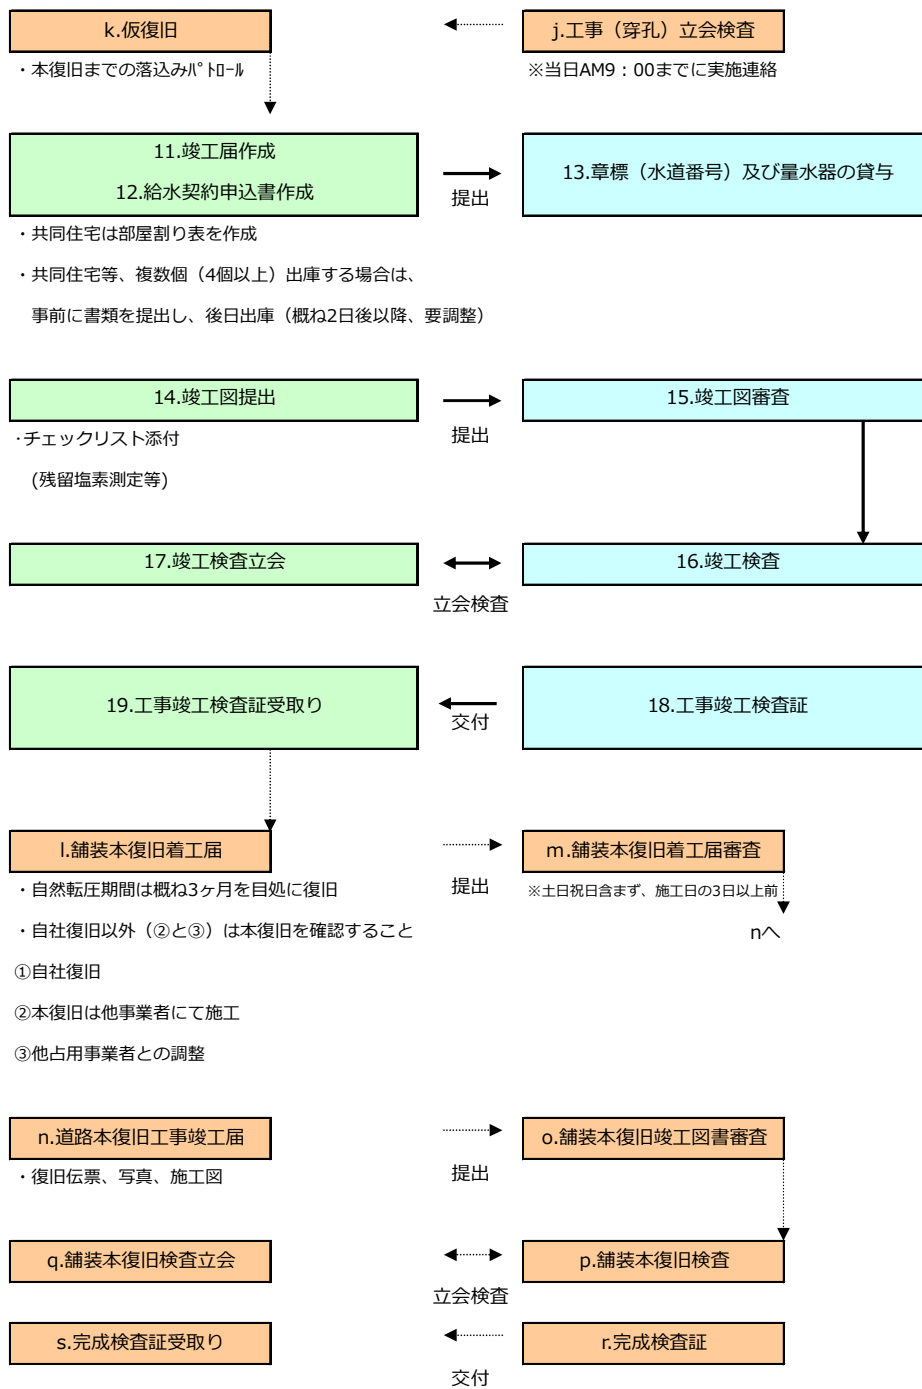 k.仮復旧
j.工事（穿孔）立会検査
・本復旧までの落込みﾊﾟﾄﾛｰﾙ
※当日AM9：00までに実施連絡
11.竣工届作成
12.給水契約申込書作成
提出
13.章標（水道番号）及び量水器の貸与
・共同住宅は部屋割り表を作成
・共同住宅等、複数個（4個以上）出庫する場合は、
事前に書類を提出し、後日出庫（概ね2日後以降、要調整）
14.竣工図提出
提出
15.竣工図審査
・チェックリスト添付
(残留塩素測定等)
17.竣工検査立会
立会検査
16.竣工検査
19.工事竣工検査証受取り
交付
18.工事竣工検査証
l.舗装本復旧着工届
提出
m.舗装本復旧着工届審査
・自然転圧期間は概ね3ヶ月を目処に復旧
※土日祝日含まず、施工日の3日以上前
・自社復旧以外（②と③）は本復旧を確認すること
nへ
①自社復旧
②本復旧は他事業者にて施工
③他占用事業者との調整
n.道路本復旧工事竣工届
提出
o.舗装本復旧竣工図書審査
・復旧伝票、写真、施工図
q.舗装本復旧検査立会
立会検査
p.舗装本復旧検査
s.完成検査証受取り
交付
r.完成検査証